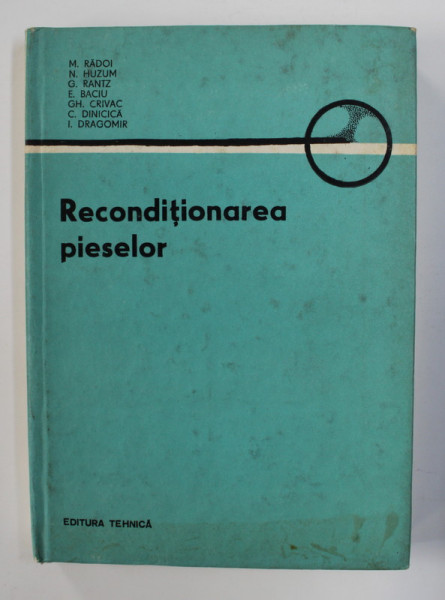 M. RĂDOI
N. HUZUM
G. RANTZ
E. BACIU
GH. CRIVAC
C. DINICICĂ
I. DRAGOMIR
Recondiționarea
pieselor
EDITURA TEHNICĂ